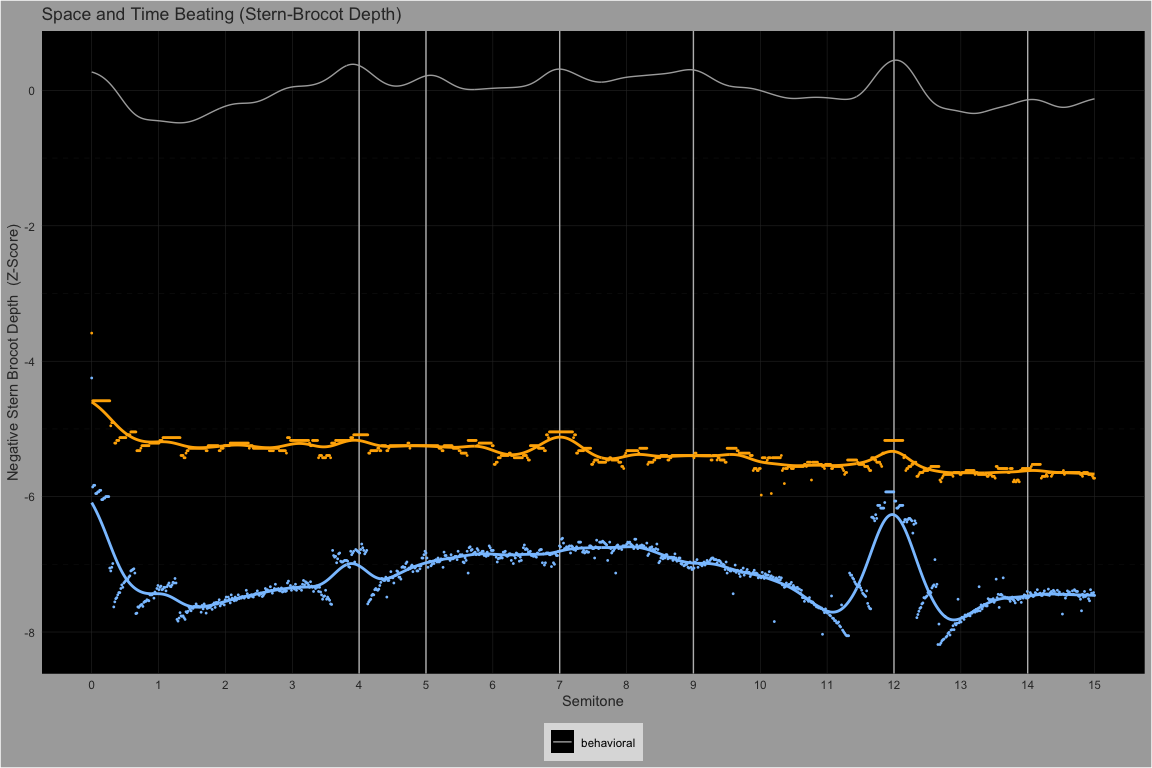 Space and Time Beating (Stern-Brocot Depth)
Negative Stern Brocot Depth (Z-Score)
0
-2
-4
-6
-8
0 1 2 3 4 5 6 7 8 9 10 11 12 13 14 15
Semitone
behavioral